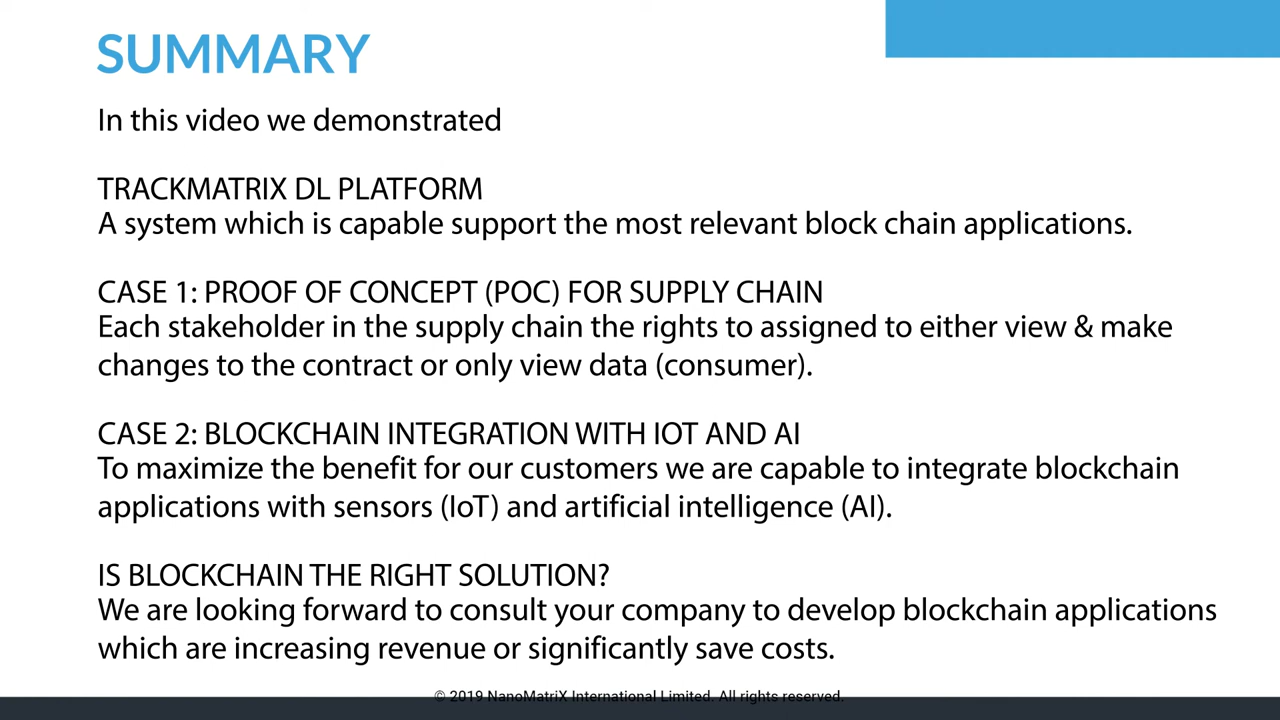 SUMMARY
In this video we demonstrated
TRACKMATRIX DL PLATFORM
A system which is capable support the most relevant block chain applications.
CASE 1: PROOF OF CONCEPT (POC) FOR SUPPLY CHAIN
Each stakeholder in the supply chain the rights to assigned to either view & make
changes to the contract or only view data (consumer).
CASE 2: BLOCKCHAIN INTEGRATION WITH IOT AND AI
To maximize the benefit for our customers we are capable to integrate blockchain
applications with sensors (IoT) and artificial intelligence (AI).
IS BLOCKCHAIN THE RIGHT SOLUTION?
We are looking forward to consult your company to develop blockchain applications
which are increasing revenue or significantly save costs.
© 2019 NanoMatriX International Limited. All rights reserved.